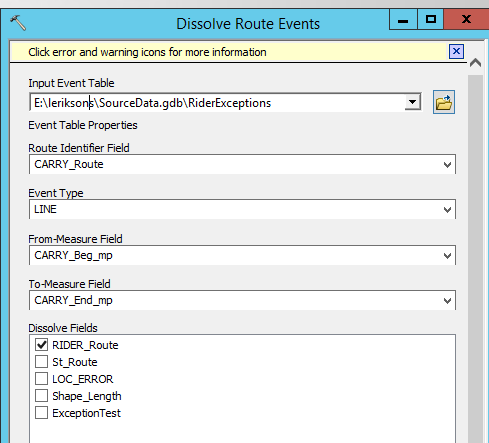 Dissolve Route Events
Click error and warning icons for more information
Input Event Table
E:\lerikson\SourceData.gdb\RiderExceptions
Event Table Properties
Route Identifier Field
CARRY_Route
Event Type
LINE
From-Measure Field
CARRY_Beg_mp
To-Measure Field
CARRY_End_mp
Dissolve Fields
RIDER_Route
St_Route
LOC_ERROR
Shape_Length
ExceptionTest